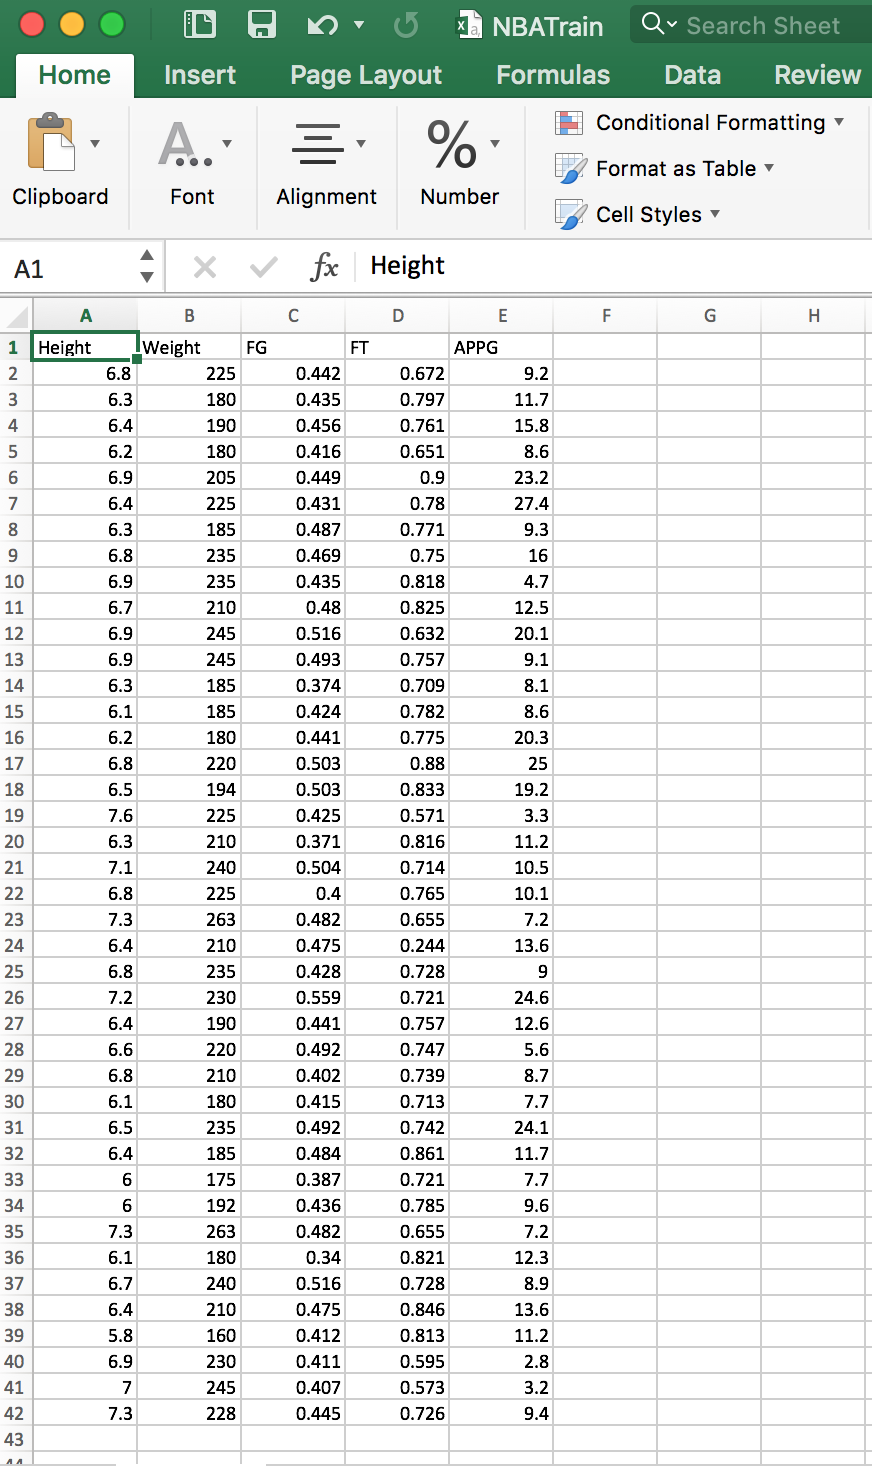 NBATrain Search Sheet
Home Insert Page Layout Formulas Data Review
Conditional Formatting
Format as Table
Cell Styles
Clipboard Font Alignment Number
A1 fx Height
A B C D E F G H
1 Height Weight FG FT APPG
2 6.8 225 0.442 0.672 9.2
3 6.3 180 0.435 0.797 11.7
4 6.4 190 0.456 0.761 15.8
5 6.2 180 0.416 0.651 8.6
6 6.9 205 0.449 0.9 23.2
7 6.4 225 0.431 0.78 27.4
8 6.3 185 0.487 0.771 9.3
9 6.8 235 0.469 0.75 16
10 6.9 235 0.435 0.818 4.7
11 6.7 210 0.48 0.825 12.5
12 6.9 245 0.516 0.632 20.1
13 6.9 245 0.493 0.757 9.1
14 6.3 185 0.374 0.709 8.1
15 6.1 185 0.424 0.782 8.6
16 6.2 180 0.441 0.775 20.3
17 6.8 220 0.503 0.88 25
18 6.5 194 0.503 0.833 19.2
19 7.6 225 0.425 0.571 3.3
20 6.3 210 0.371 0.816 11.2
21 7.1 240 0.504 0.714 10.5
22 6.8 225 0.4 0.765 10.1
23 7.3 263 0.482 0.655 7.2
24 6.4 210 0.475 0.244 13.6
25 6.8 235 0.428 0.728 9
26 7.2 230 0.559 0.721 24.6
27 6.4 190 0.441 0.757 12.6
28 6.6 220 0.492 0.747 5.6
29 6.8 210 0.402 0.739 8.7
30 6.1 180 0.415 0.713 7.7
31 6.5 235 0.492 0.742 24.1
32 6.4 185 0.484 0.861 11.7
33 6 175 0.387 0.721 7.7
34 6 192 0.436 0.785 9.6
35 7.3 263 0.482 0.655 7.2
36 6.1 180 0.34 0.821 12.3
37 6.7 240 0.516 0.728 8.9
38 6.4 210 0.475 0.846 13.6
39 5.8 160 0.412 0.813 11.2
40 6.9 230 0.411 0.595 2.8
41 7 245 0.407 0.573 3.2
42 7.3 228 0.445 0.726 9.4
43
44